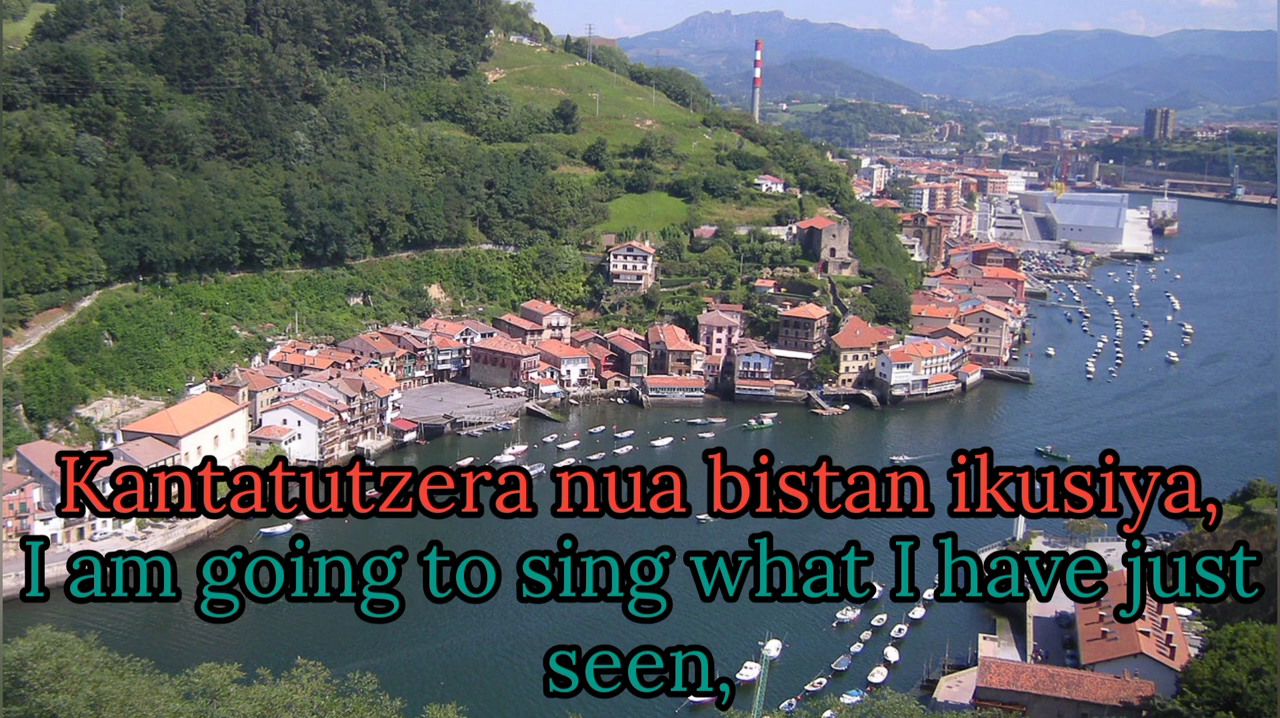 Kantatutzera nua bistan ikusiya,
I am going to sing what I have just
seen,